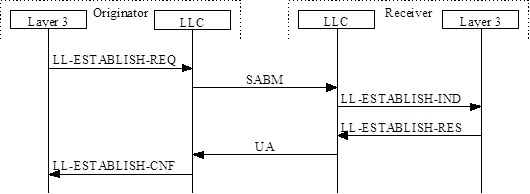 Originator
Receiver
Layer 3
LLC
LLC
Layer 3
LL-ESTABLISH-REQ
SABM
LL-ESTABLISH-IND
LL-ESTABLISH-RES
UA
LL-ESTABLISH-CNF